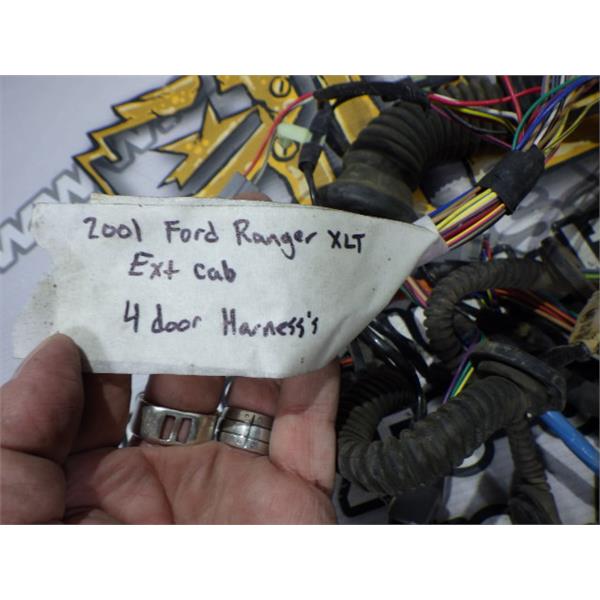 2001 Ford Ranger XLT
Ext cab
4 door Harness's